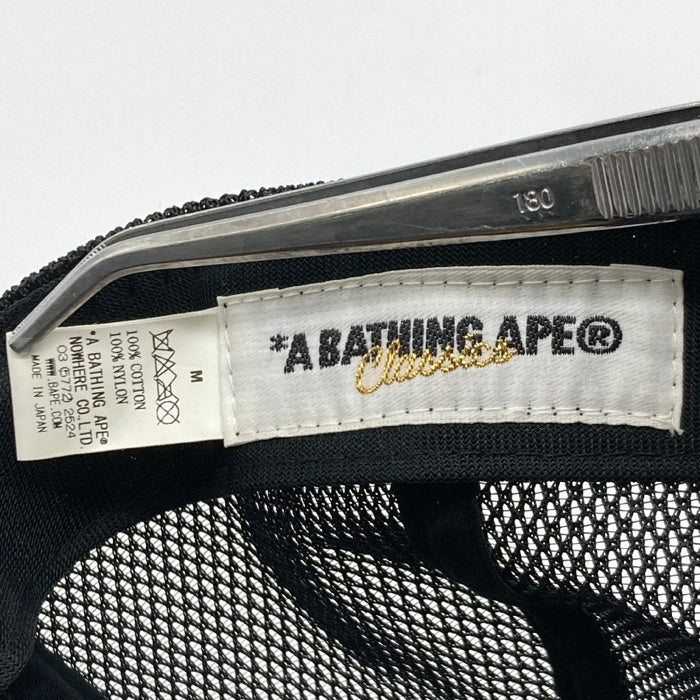 180
*A BATHING APE®
Classics
M
100% COTTON
100% NYLON
*A BATHING APE®
NOWHERE CO., LTD.
03 (5772) 2524
WWW.BAPE.COM
MADE IN JAPAN